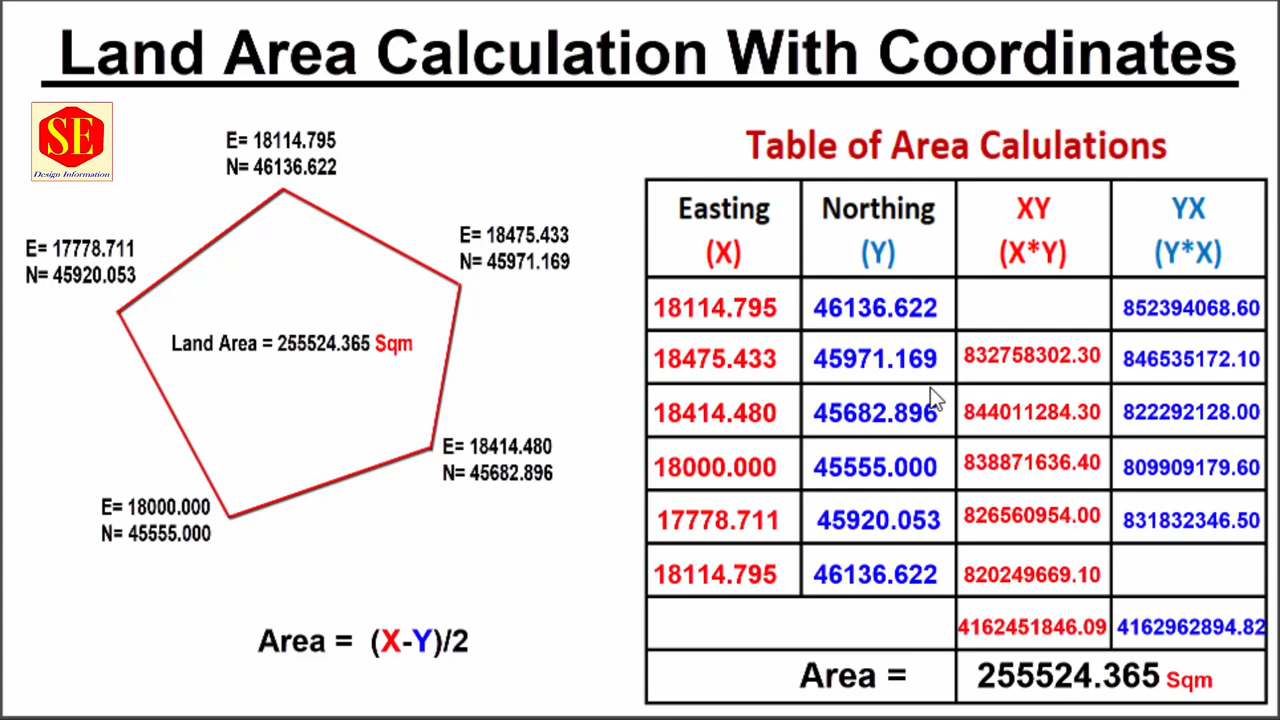 Land Area Calculation With Coordinates
SE
Design Information
E= 18114.795
N= 46136.622
E= 17778.711
N= 45920.053
E= 18475.433
N= 45971.169
Land Area = 255524.365 Sqm
E= 18414.480
N= 45682.896
E= 18000.000
N= 45555.000
Area = (X-Y)/2
Table of Area Calulations
Easting (X) Northing (Y) XY (X*Y) YX (Y*X)
18114.795 46136.622 852394068.60
18475.433 45971.169 832758302.30 846535172.10
18414.480 45682.896 844011284.30 822292128.00
18000.000 45555.000 838871636.40 809909179.60
17778.711 45920.053 826560954.00 831832346.50
18114.795 46136.622 820249669.10
4162451846.09 4162962894.82
Area = 255524.365 Sqm